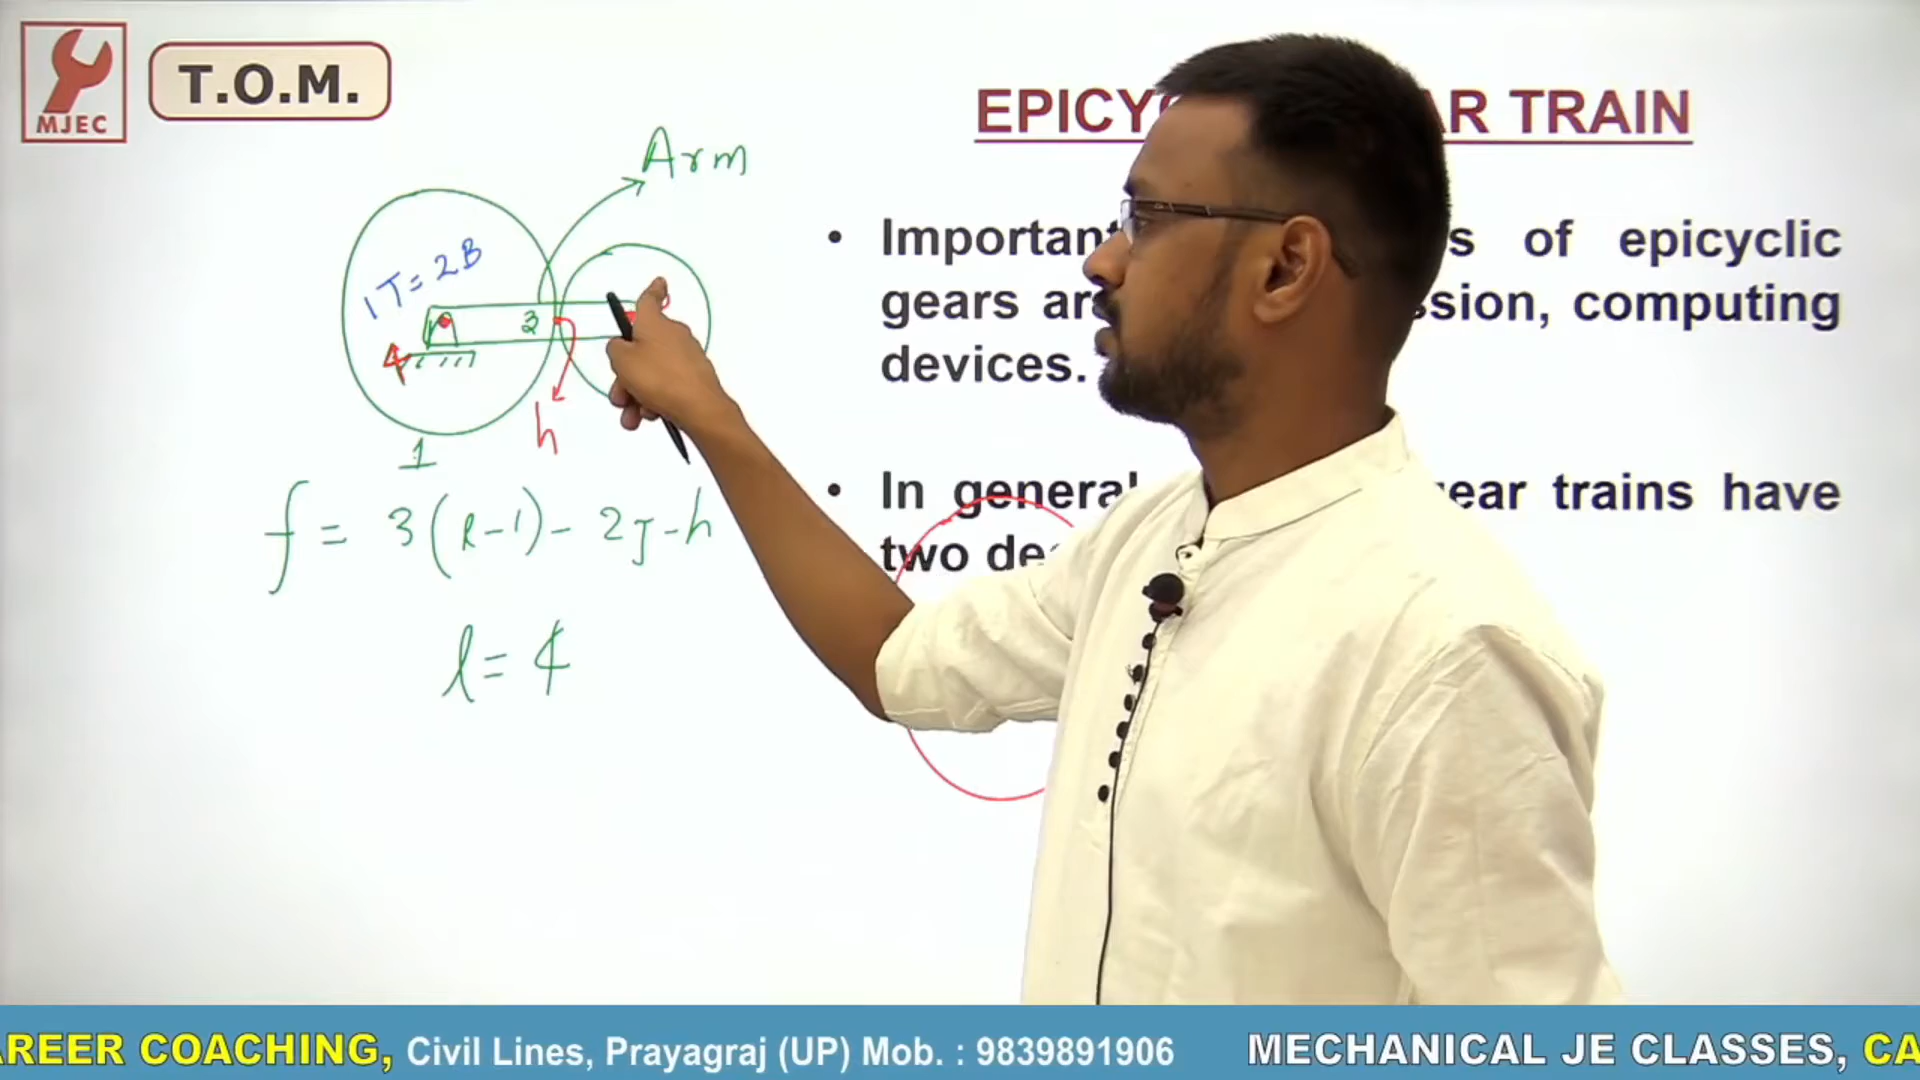 MJEC
T.O.M.
EPICY AR TRAIN
Arm
1T=2B
3
4
h
1
f = 3(l-1)-2j-h
l=4
• Important s of epicyclic
gears ar ssion, computing
devices.
• In general ear trains have
two de
AREER COACHING, Civil Lines, Prayagraj (UP) Mob. : 9839891906 MECHANICAL JE CLASSES, CA